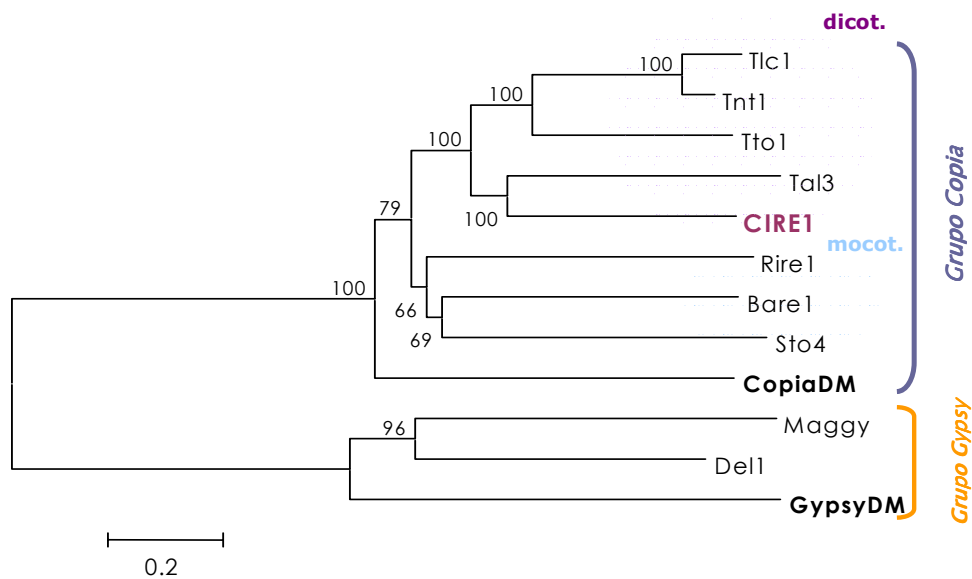 dicot.
100
Tlc1
100
Tnt1
100
Tto1
Tal3
79
100
CIRE1
mocot.
Rire1
100
66
Bare1
69
Sto4
CopiaDM
Maggy
96
Del1
GypsyDM
0.2
Grupo Copia
Grupo Gypsy